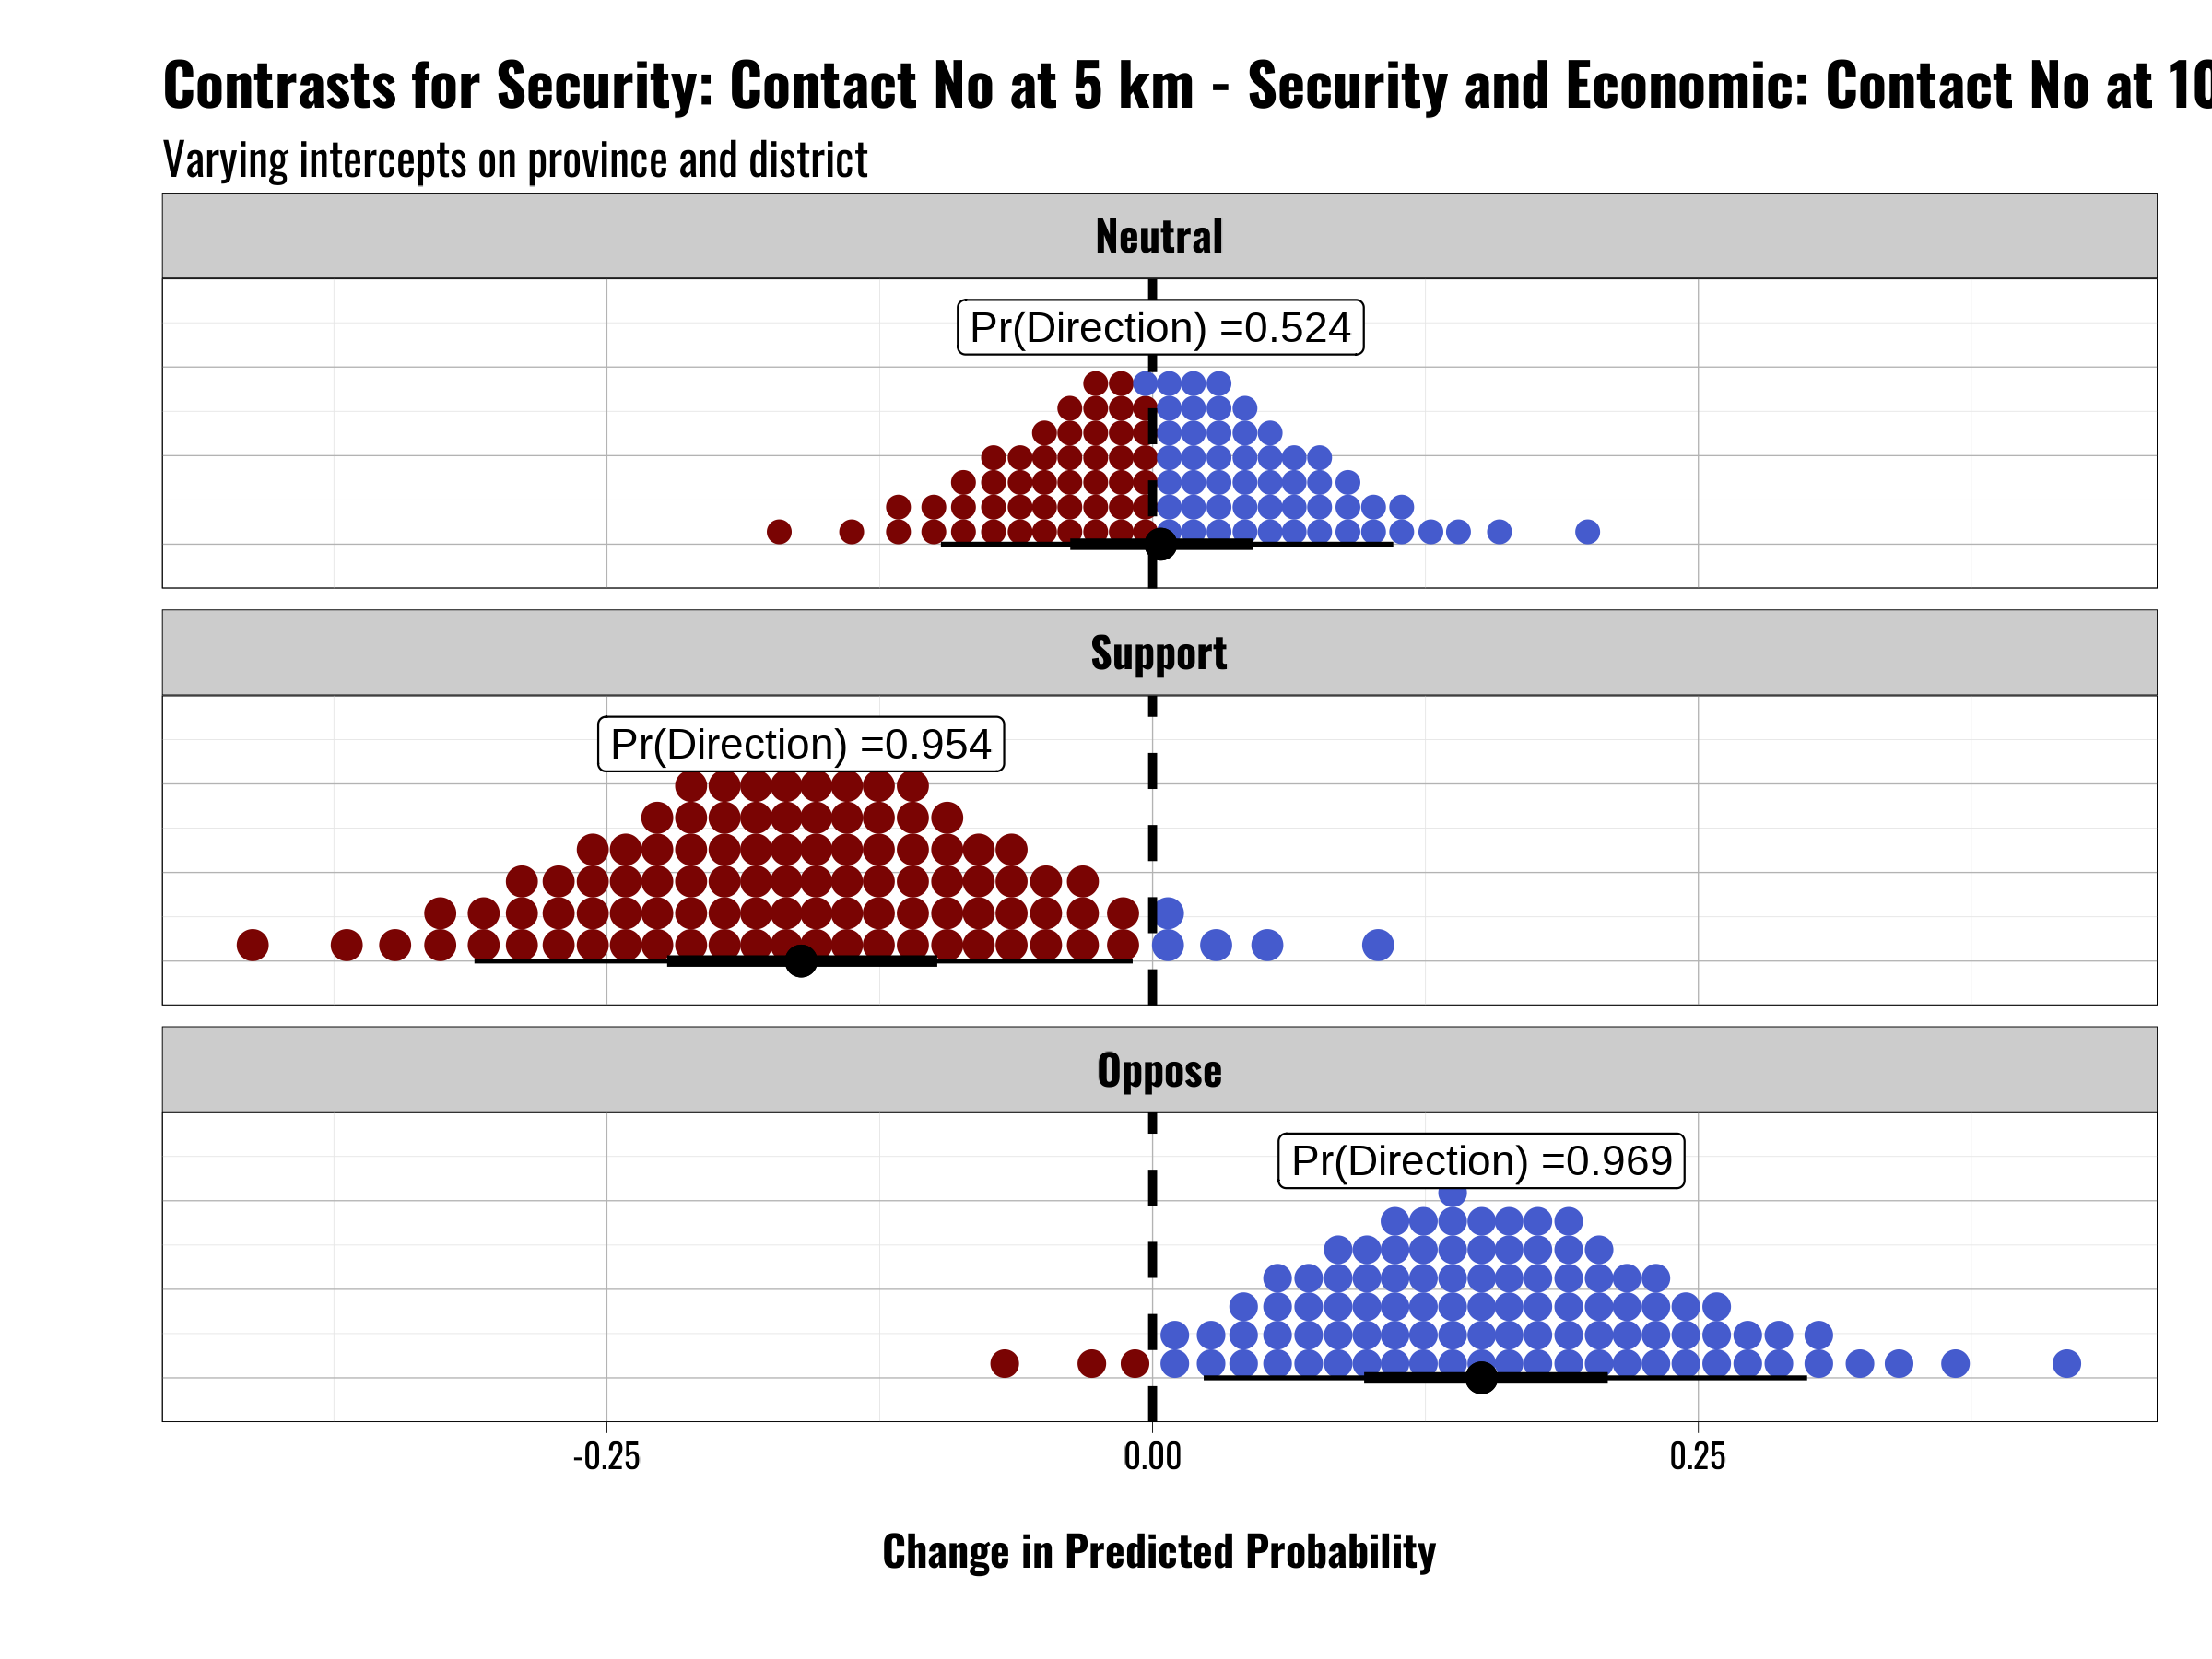 Contrasts for Security: Contact No at 5 km - Security and Economic: Contact No at 10
Varying intercepts on province and district
Neutral
Pr(Direction) =0.524
Support
Pr(Direction) =0.954
Oppose
Pr(Direction) =0.969
-0.25 0.00 0.25
Change in Predicted Probability